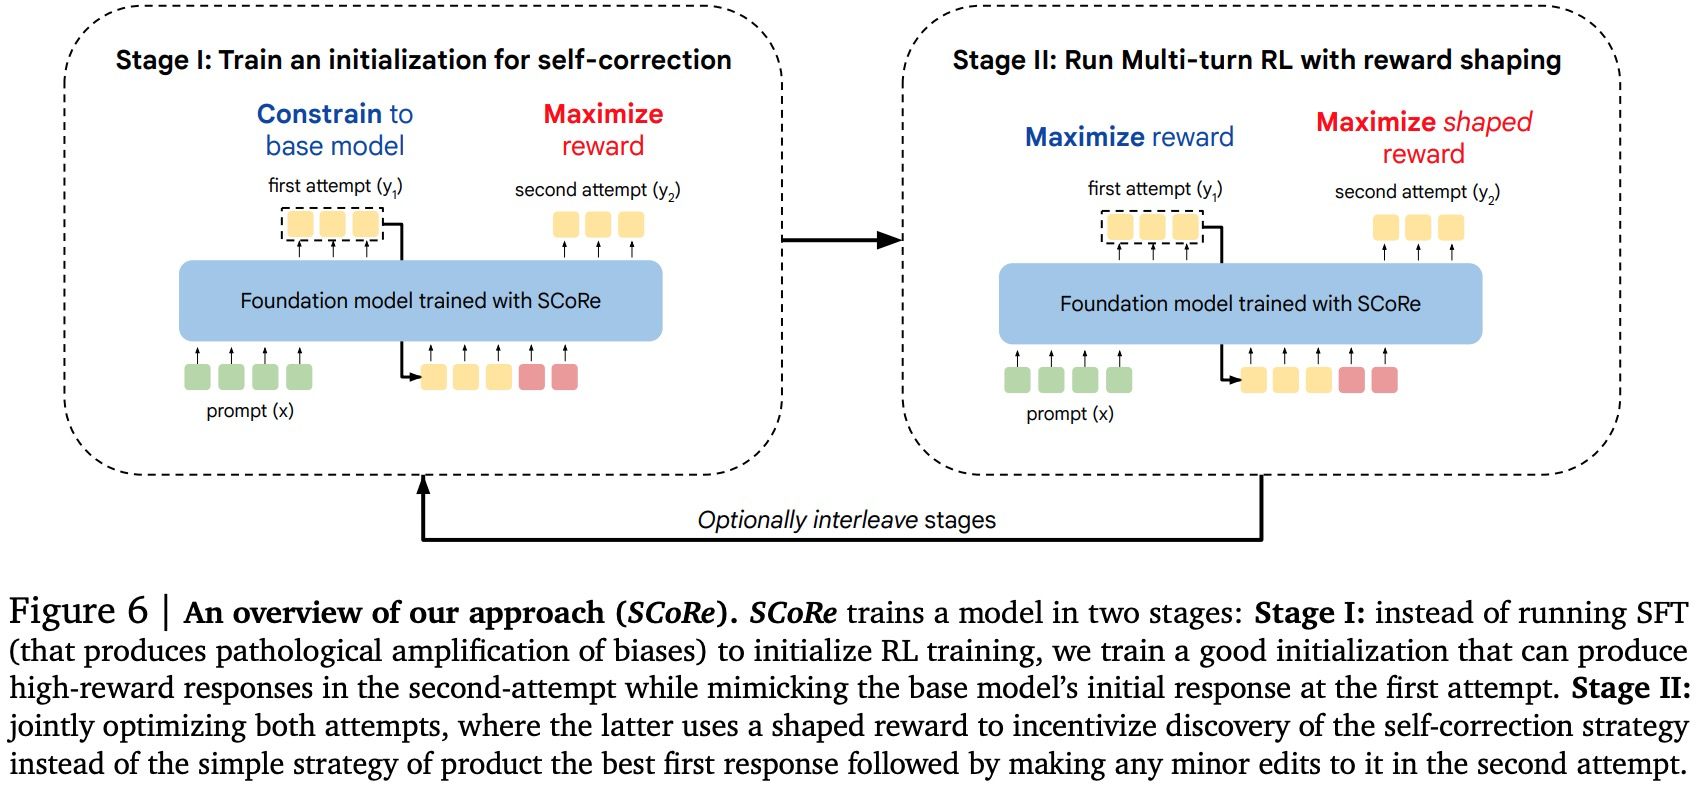 Stage I: Train an initialization for self-correction
Constrain to
base model
Maximize
reward
first attempt (y1)
second attempt (y2)
Foundation model trained with SCoRe
prompt (x)
Stage II: Run Multi-turn RL with reward shaping
Maximize reward
Maximize shaped
reward
first attempt (y1)
second attempt (y2)
Foundation model trained with SCoRe
prompt (x)
Optionally interleave stages
Figure 6 | An overview of our approach (SCoRe). SCoRe trains a model in two stages: Stage I: instead of running SFT
(that produces pathological amplification of biases) to initialize RL training, we train a good initialization that can produce
high-reward responses in the second-attempt while mimicking the base model's initial response at the first attempt. Stage II:
jointly optimizing both attempts, where the latter uses a shaped reward to incentivize discovery of the self-correction strategy
instead of the simple strategy of product the best first response followed by making any minor edits to it in the second attempt.